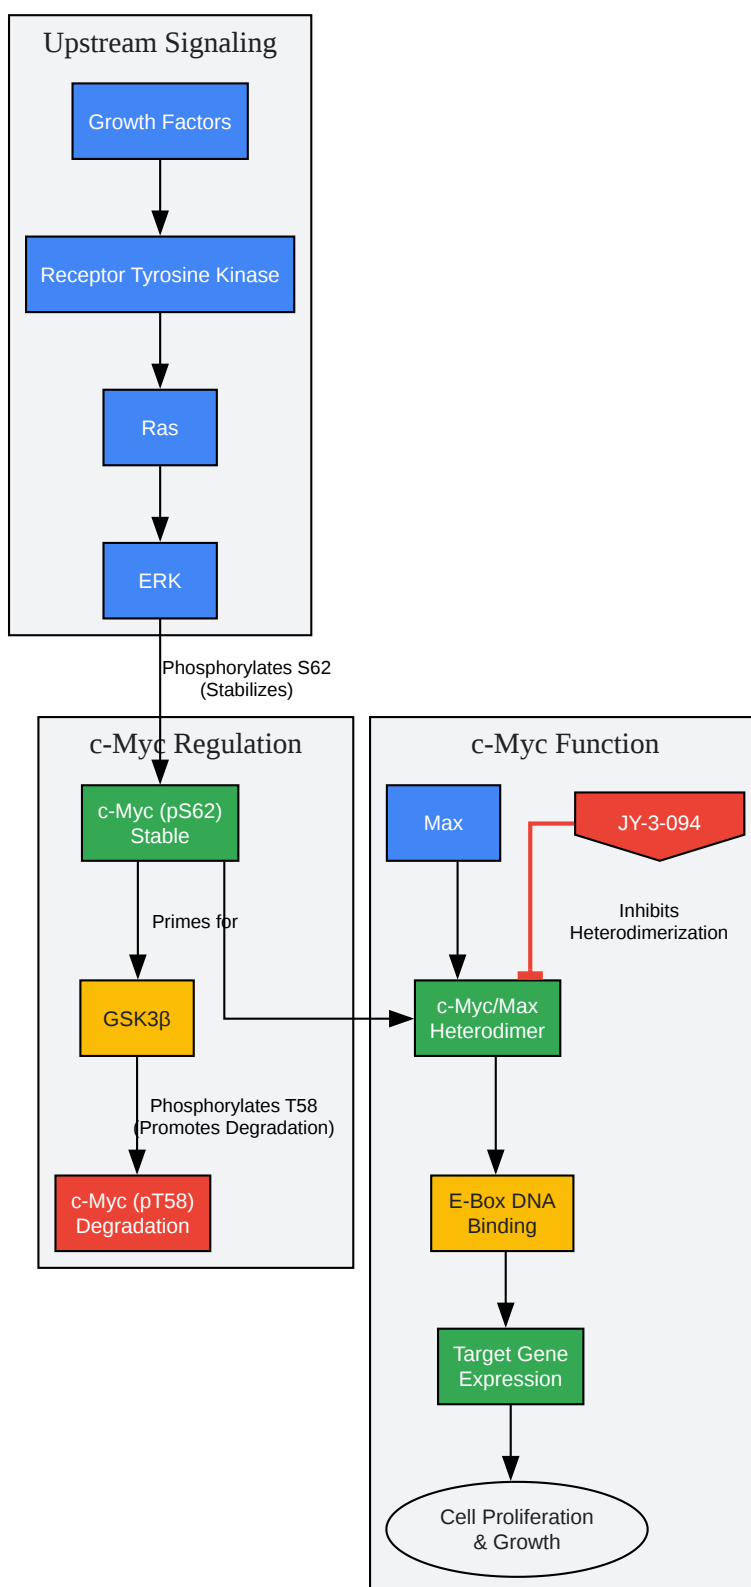 Upstream Signaling
Growth Factors
Receptor Tyrosine Kinase
Ras
ERK
Phosphorylates S62
(Stabilizes)
c-Myc Regulation
c-Myc (pS62)
Stable
Primes for
GSK3β
Phosphorylates T58
(Promotes Degradation)
c-Myc (pT58)
Degradation
c-Myc Function
Max
JY-3-094
Inhibits
Heterodimerization
c-Myc/Max
Heterodimer
E-Box DNA
Binding
Target Gene
Expression
Cell Proliferation
& Growth